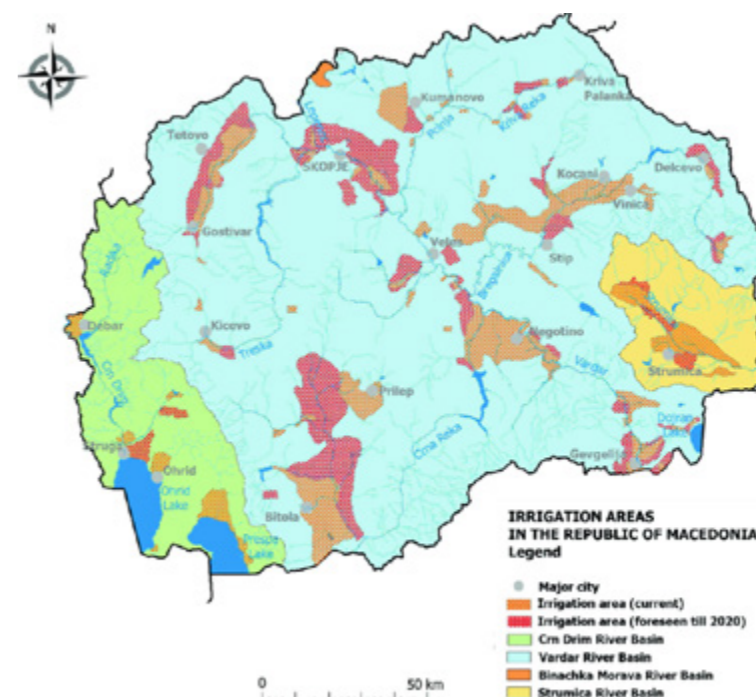 N
Kumanovo
Kriva
Palanka
Pcinja
Kriva Reka
Tetovo
SKOPJE
Kocani
Delcevo
Vinica
Gostivar
Veles
Stip
Bregalnica
Radika
Debar
Kicevo
Treska
Negotino
Vardar
Strumica
Crn Drim
Prilep
Crna Reka
Dojran
Lake
Gevgelija
Struga
Ohrid
Ohrid
Lake
Bitola
Prespa
Lake
IRRIGATION AREAS
IN THE REPUBLIC OF MACEDONIA
Legend
Major city
Irrigation area (current)
Irrigation area (foreseen till 2020)
Crn Drim River Basin
Vardar River Basin
Binachka Morava River Basin
Strumica River Basin
0 50 km